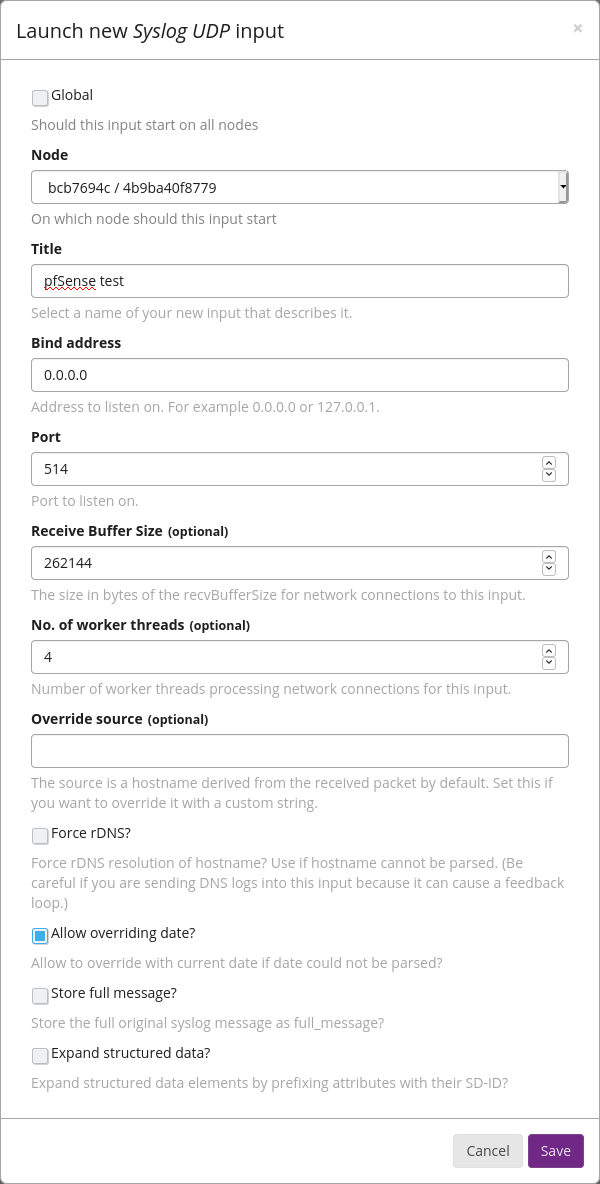 Launch new Syslog UDP input
×
Global
Should this input start on all nodes
Node
bcb7694c / 4b9ba40f8779
On which node should this input start
Title
pfSense test
Select a name of your new input that describes it.
Bind address
0.0.0.0
Address to listen on. For example 0.0.0.0 or 127.0.0.1.
Port
514
Port to listen on.
Receive Buffer Size (optional)
262144
The size in bytes of the recvBufferSize for network connections to this input.
No. of worker threads (optional)
4
Number of worker threads processing network connections for this input.
Override source (optional)
The source is a hostname derived from the received packet by default. Set this if
you want to override it with a custom string.
Force rDNS?
Force rDNS resolution of hostname? Use if hostname cannot be parsed. (Be
careful if you are sending DNS logs into this input because it can cause a feedback
loop.)
Allow overriding date?
Allow to override with current date if date could not be parsed?
Store full message?
Store the full original syslog message as full_message?
Expand structured data?
Expand structured data elements by prefixing attributes with their SD-ID?
Cancel Save